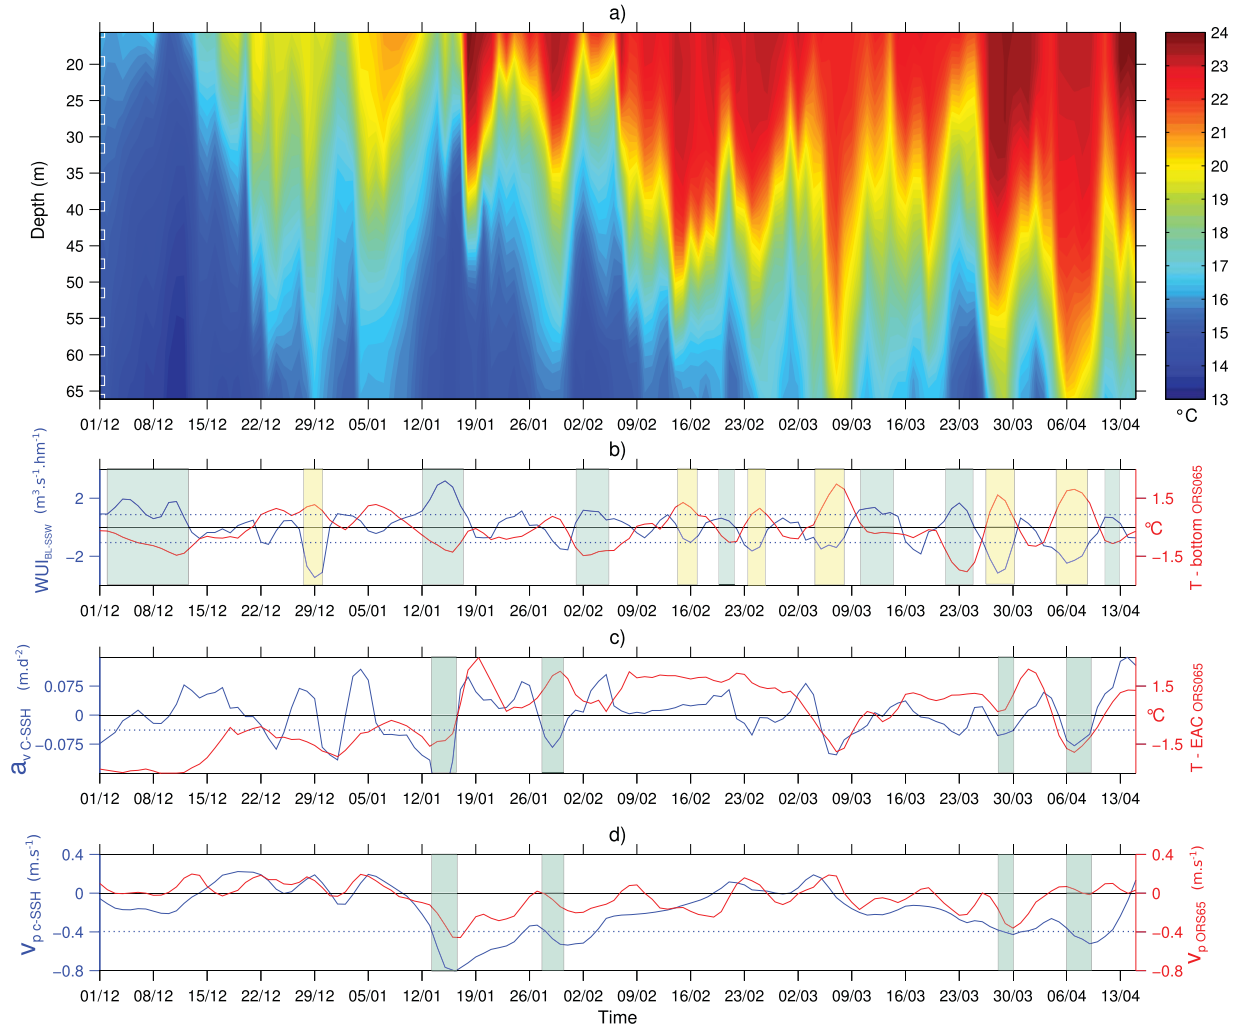 a)
Depth (m)
20
25
30
35
40
45
50
55
60
65
01/12 08/12 15/12 22/12 29/12 05/01 12/01 19/01 26/01 02/02 09/02 16/02 23/02 02/03 09/03 16/03 23/03 30/03 06/04 13/04
24
23
22
21
20
19
18
17
16
15
14
13
°C
b)
WUI BL-SSW (m³.s⁻¹.hm⁻¹)
2
0
−2
1.5
°C
−1.5
T - bottom ORS065
01/12 08/12 15/12 22/12 29/12 05/01 12/01 19/01 26/01 02/02 09/02 16/02 23/02 02/03 09/03 16/03 23/03 30/03 06/04 13/04
c)
a v C-SSH (m.d⁻²)
0.075
0
−0.075
1.5
°C
−1.5
T - EAC ORS065
01/12 08/12 15/12 22/12 29/12 05/01 12/01 19/01 26/01 02/02 09/02 16/02 23/02 02/03 09/03 16/03 23/03 30/03 06/04 13/04
d)
v p C-SSH (m.s⁻¹)
0.4
0
−0.4
−0.8
0.4
0
−0.4
−0.8
v p ORS65 (m.s⁻¹)
01/12 08/12 15/12 22/12 29/12 05/01 12/01 19/01 26/01 02/02 09/02 16/02 23/02 02/03 09/03 16/03 23/03 30/03 06/04 13/04
Time